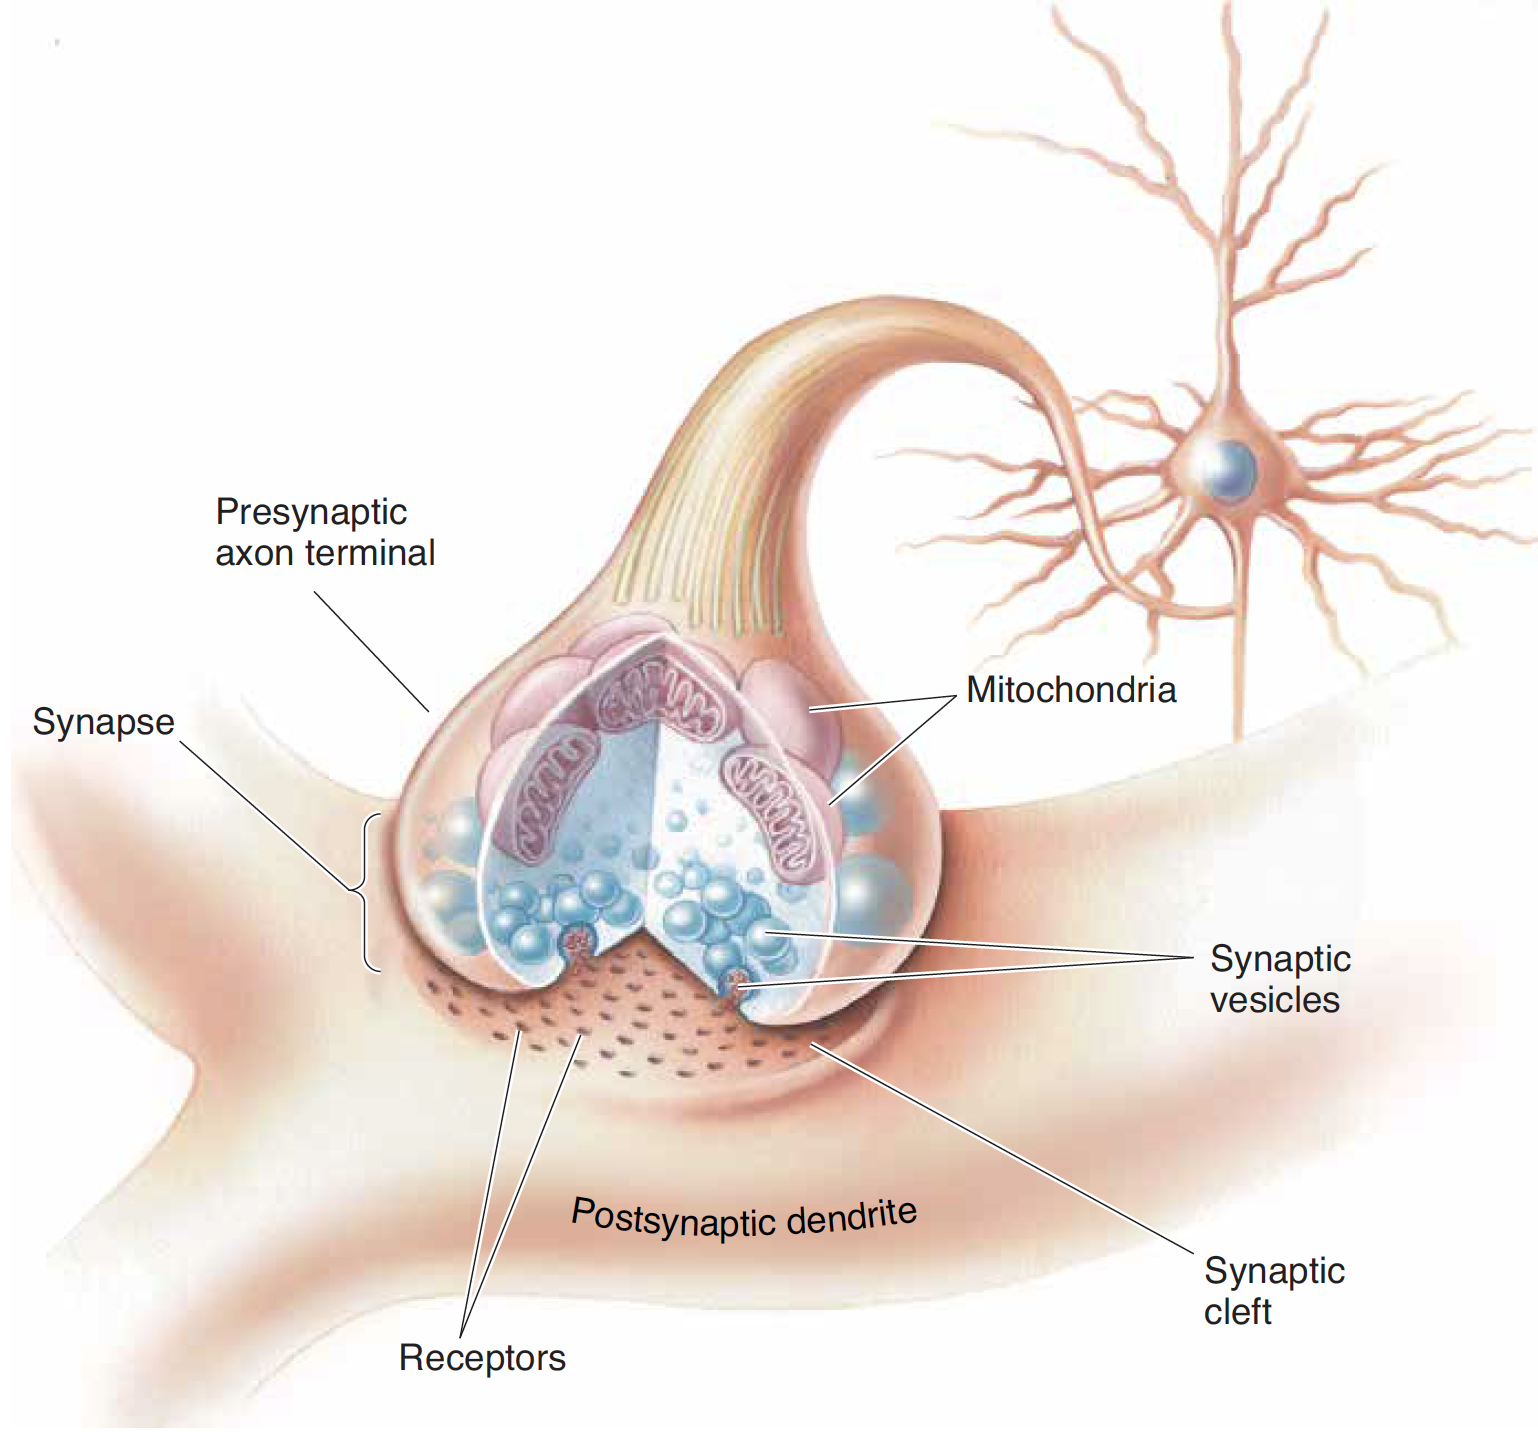 Presynaptic
axon terminal
Synapse
Mitochondria
Synaptic
vesicles
Postsynaptic dendrite
Synaptic
cleft
Receptors